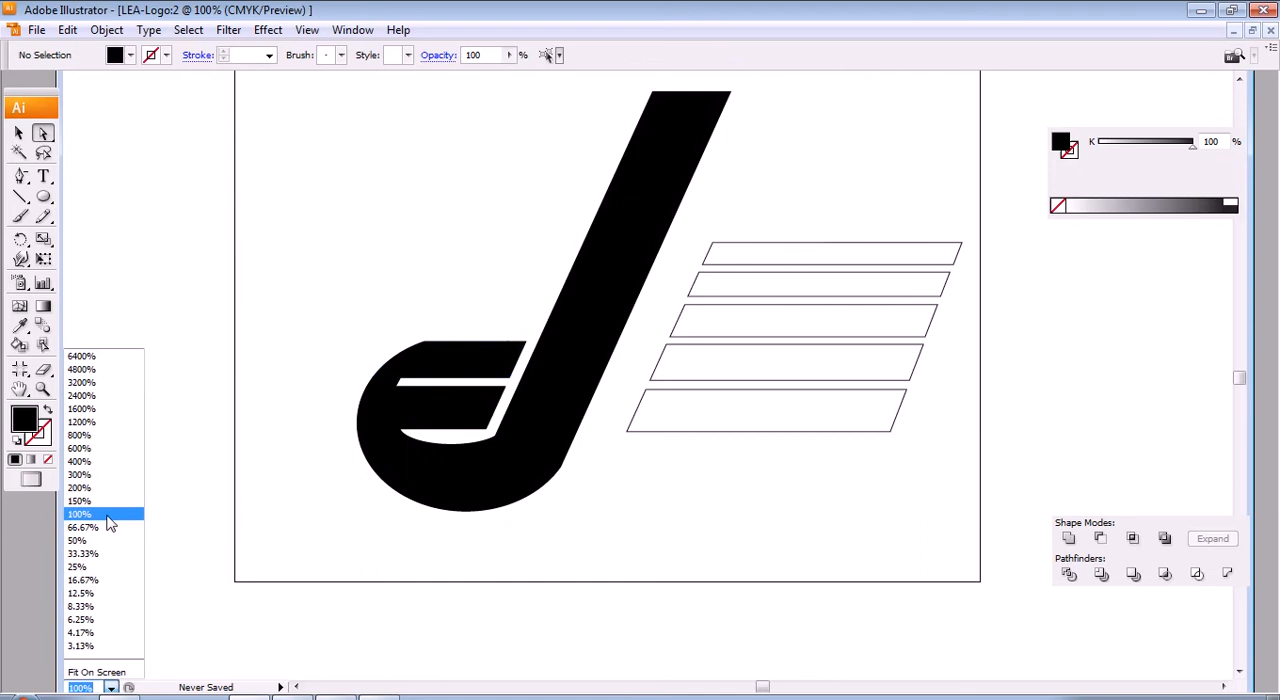 Adobe Illustrator - [LEA-Logo:2 @ 100% (CMYK/Preview) ]
File Edit Object Type Select Filter Effect View Window Help
No Selection Stroke: Brush: Style: Opacity: 100 % Br
Ai
K 100 %
T
6400%
4800%
3200%
2400%
1600%
1200%
800%
600%
400%
300%
200%
150%
100%
66.67%
50%
33.33%
25%
16.67%
12.5%
8.33%
6.25%
4.17%
3.13%
Fit On Screen
Shape Modes:
Expand
Pathfinders:
100% Never Saved